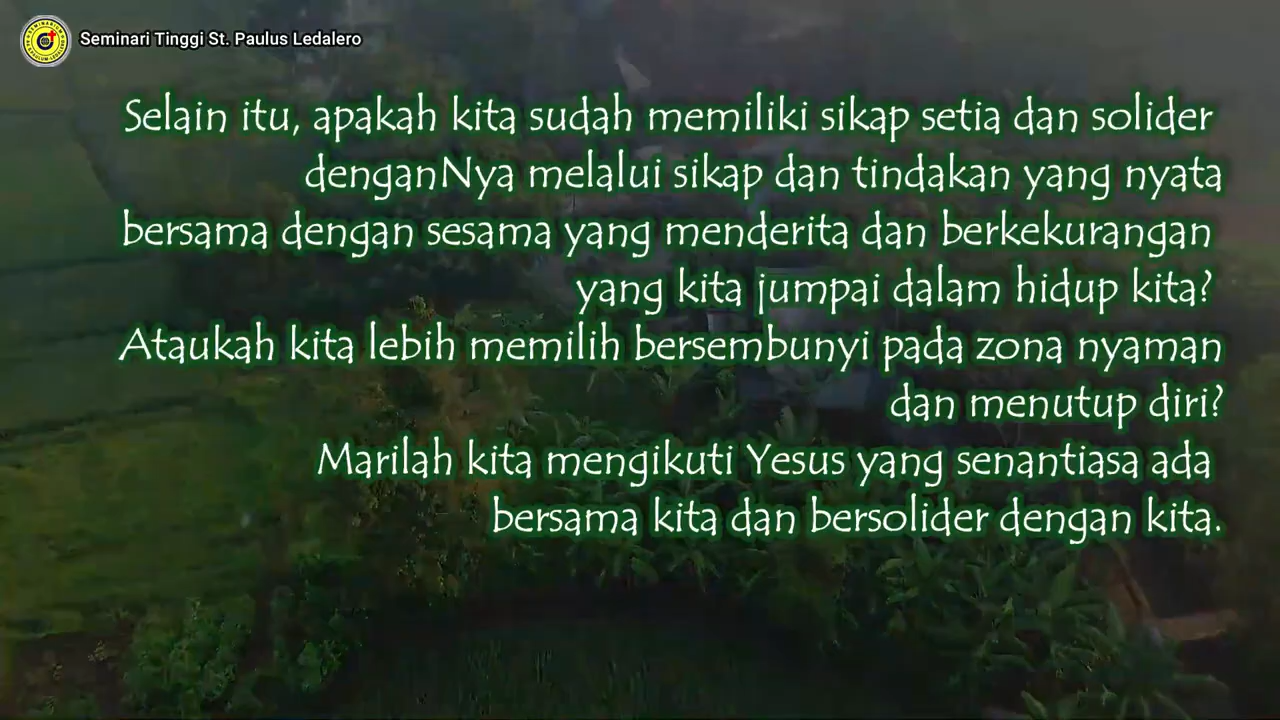 Seminari Tinggi St. Paulus Ledalero
Selain itu, apakah kita sudah memiliki sikap setia dan solider
denganNya melalui sikap dan tindakan yang nyata
bersama dengan sesama yang menderita dan berkekurangan
yang kita jumpai dalam hidup kita?
Ataukah kita lebih memilih bersembunyi pada zona nyaman
dan menutup diri?
Marilah kita mengikuti Yesus yang senantiasa ada
bersama kita dan bersolider dengan kita.